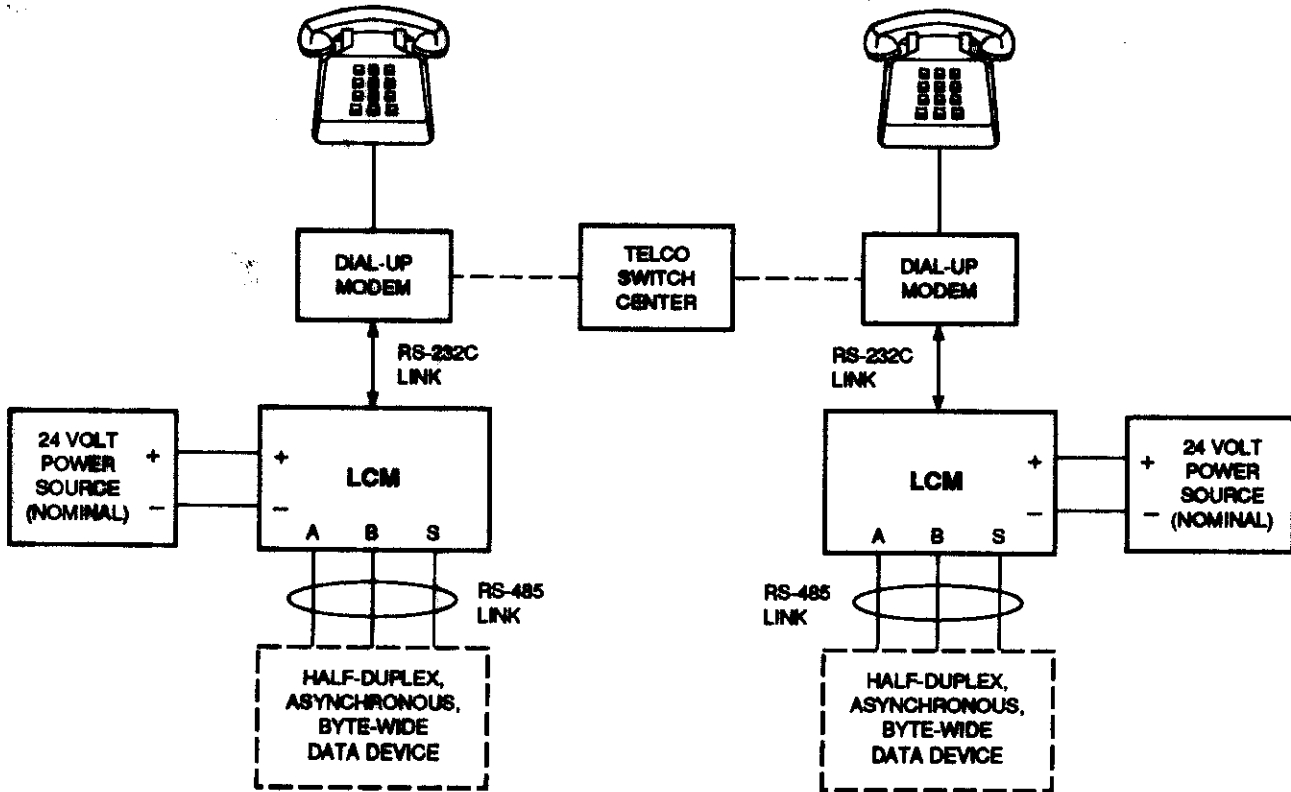 DIAL-UP
MODEM
TELCO
SWITCH
CENTER
DIAL-UP
MODEM
RS-232C
LINK
RS-232C
LINK
24 VOLT
POWER
SOURCE
(NOMINAL)
+
−
+
−
LCM
A B S
LCM
A B S
+
−
+
−
24 VOLT
POWER
SOURCE
(NOMINAL)
RS-485
LINK
RS-485
LINK
HALF-DUPLEX,
ASYNCHRONOUS,
BYTE-WIDE
DATA DEVICE
HALF-DUPLEX,
ASYNCHRONOUS,
BYTE-WIDE
DATA DEVICE